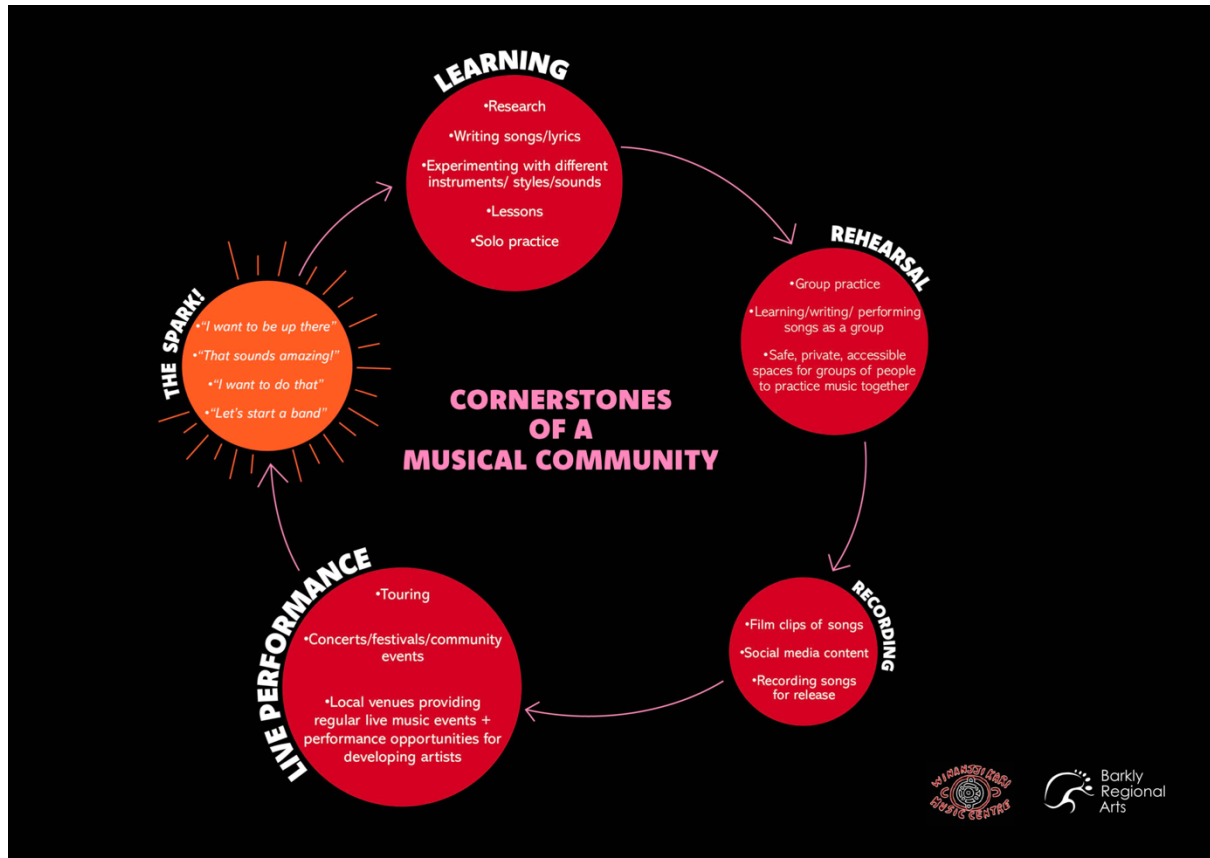 LEARNING
•Research
•Writing songs/lyrics
•Experimenting with different
instruments/ styles/sounds
•Lessons
•Solo practice
REHEARSAL
•Group practice
•Learning/writing/ performing
songs as a group
•Safe, private, accessible
spaces for groups of people
to practice music together
RECORDING
•Film clips of songs
•Social media content
•Recording songs
for release
LIVE PERFORMANCE
•Touring
•Concerts/festivals/community
events
•Local venues providing
regular live music events +
performance opportunities for
developing artists
THE SPARK!
•“I want to be up there”
•“That sounds amazing!”
•“I want to do that”
•“Let’s start a band”
CORNERSTONES
OF A
MUSICAL COMMUNITY
WINANJJIKARI
MUSIC CENTRE
Barkly
Regional
Arts